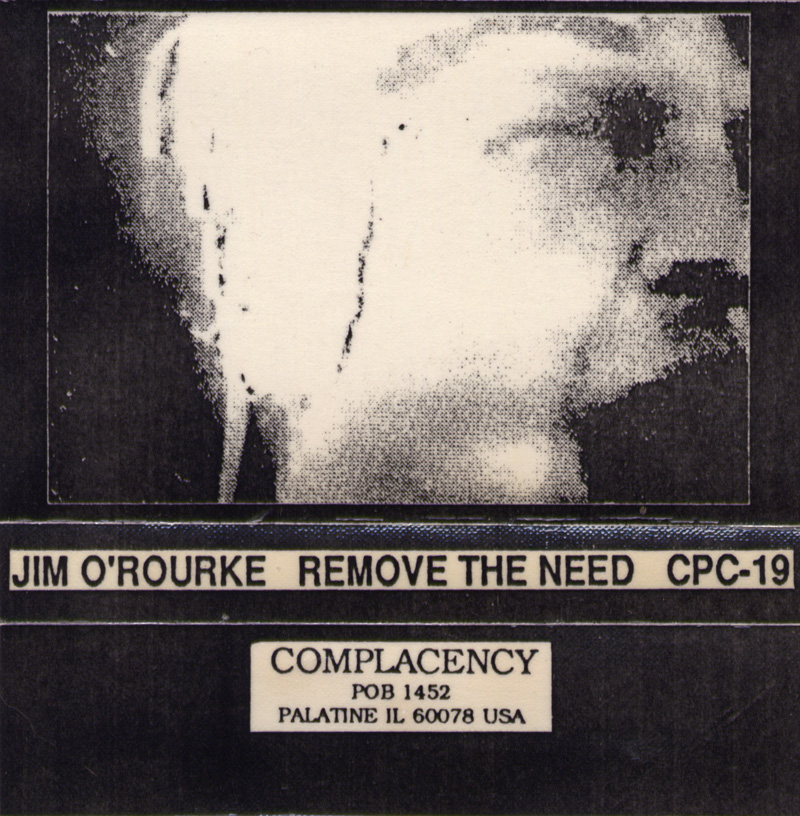 JIM O'ROURKE REMOVE THE NEED CPC-19
COMPLACENCY
POB 1452
PALATINE IL 60078 USA